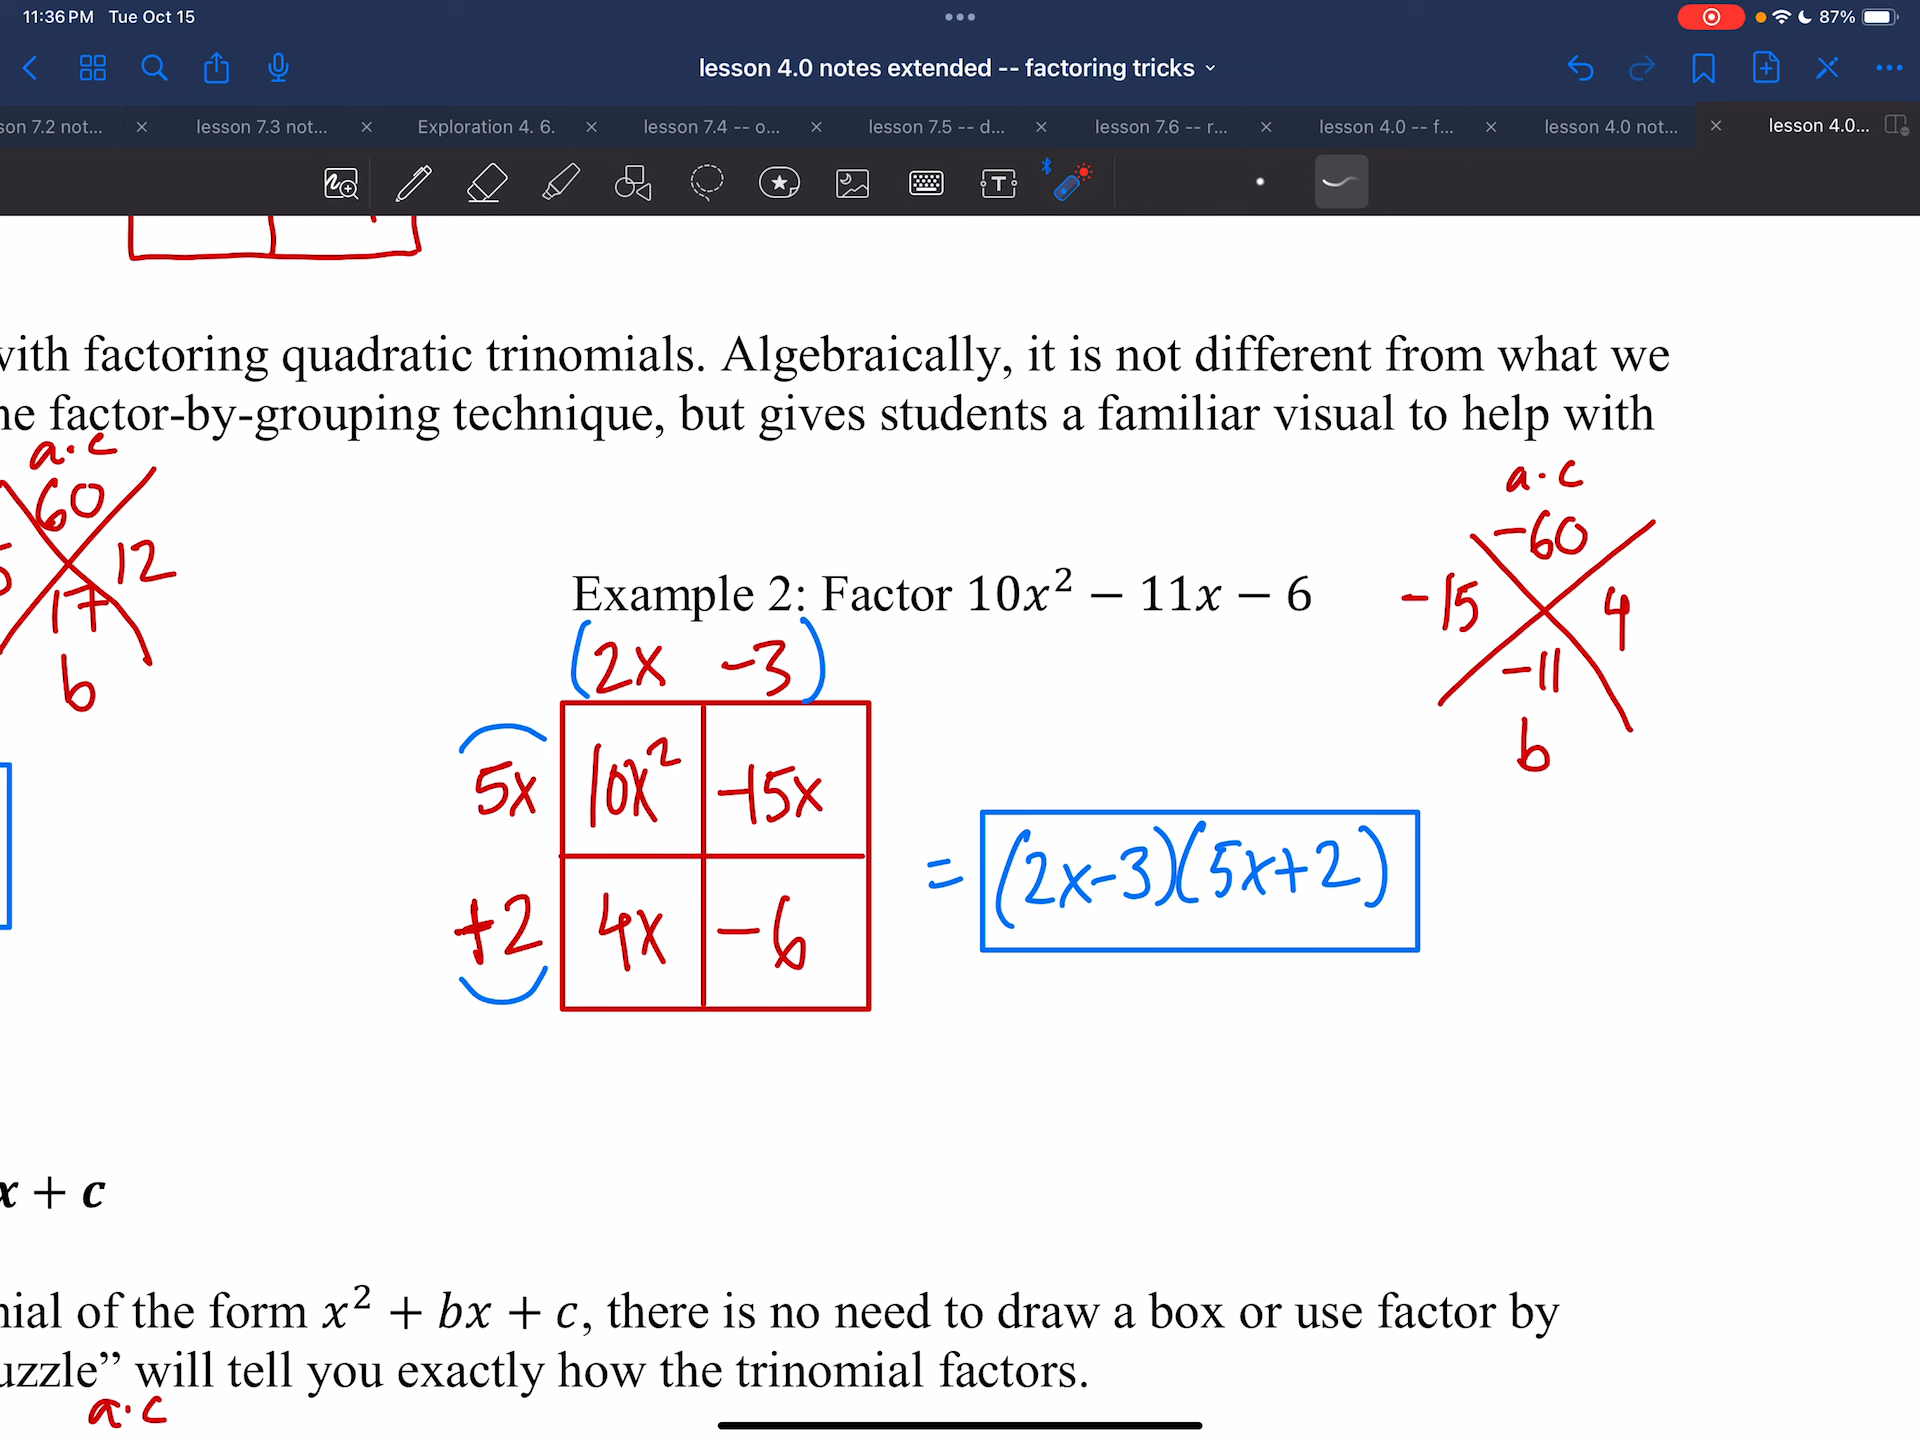 11:36 PM Tue Oct 15
87%
lesson 4.0 notes extended -- factoring tricks
son 7.2 not... × lesson 7.3 not... × Exploration 4. 6. × lesson 7.4 -- o... × lesson 7.5 -- d... × lesson 7.6 -- r... × lesson 4.0 -- f... × lesson 4.0 not... × lesson 4.0...
with factoring quadratic trinomials. Algebraically, it is not different from what we
he factor-by-grouping technique, but gives students a familiar visual to help with
a·c
60
5 12
17
b
a·c
-60
-15 4
-11
b
Example 2: Factor 10x² − 11x − 6
(2x -3)
5x 10x² -15x
+2 4x -6
= (2x-3)(5x+2)
x + c
nial of the form x² + bx + c, there is no need to draw a box or use factor by
uzzle” will tell you exactly how the trinomial factors.
a·c